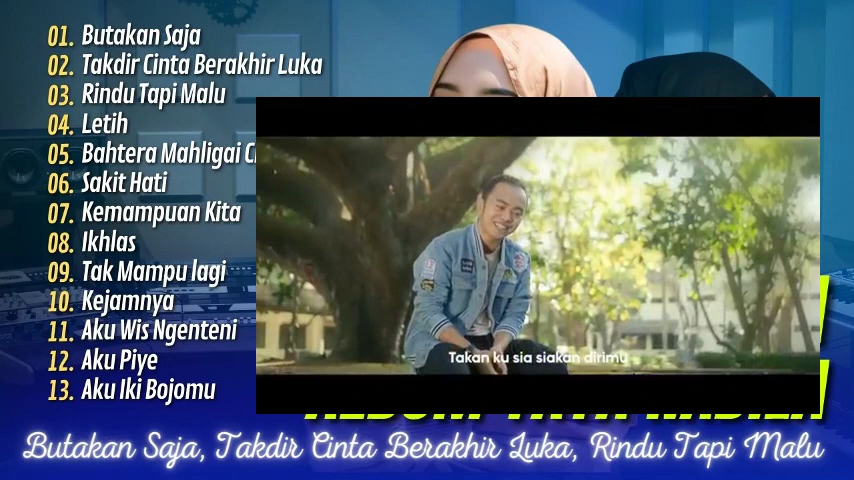 01. Butakan Saja
02. Takdir Cinta Berakhir Luka
03. Rindu Tapi Malu
04. Letih
05. Bahtera Mahligai
06. Sakit Hati
07. Kemampuan Kita
08. Ikhlas
09. Tak Mampu lagi
10. Kejamnya
11. Aku Wis Ngenteni
12. Aku Piye
13. Aku Iki Bojomu
Takan ku sia siakan dirimu
Butakan Saja, Takdir Cinta Berakhir Luka, Rindu Tapi Malu